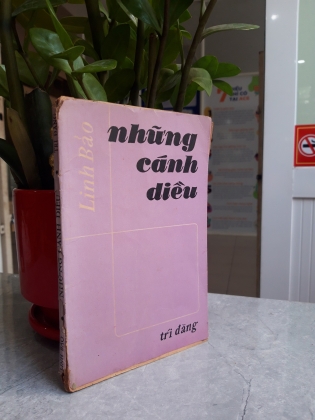 Linh Bảo
những
cánh
diều
trí đăng